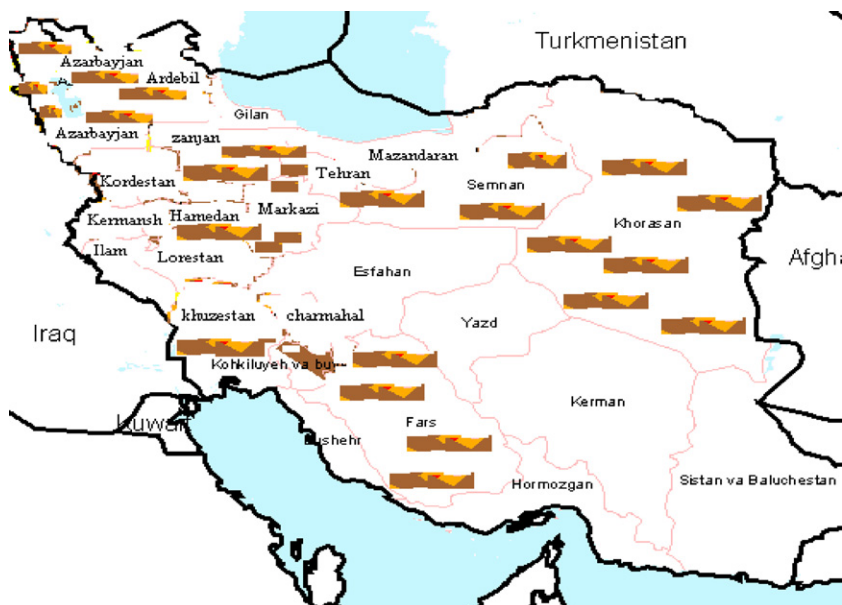 Turkmenistan
Azarbayjan
Ardebil
Gilan
Azarbayjan
zanjan
Mazandaran
Tehran
Kordestan
Semnan
Kermansh
Hamedan
Markazi
Khorasan
Ilam
Lorestan
Esfahan
Afgha
Iraq
khuzestan
charmahal
Yazd
Kohkiluyeh va bu
Kerman
Kuwait
Fars
Bushehr
Hormozgan
Sistan va Baluchestan